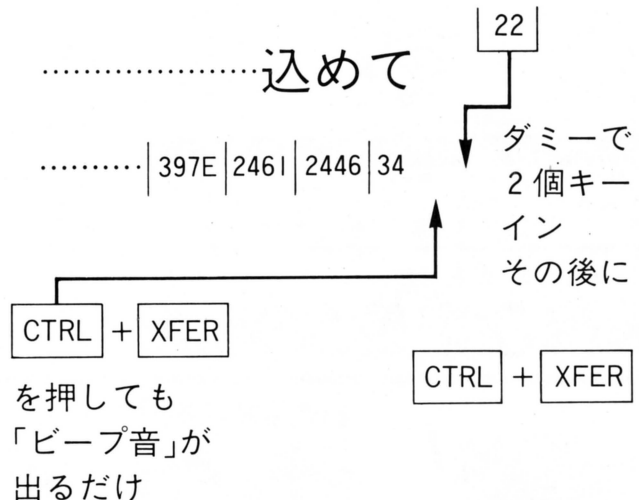 22
……………………込めて
………… 397E 2461 2446 34
ダミーで
2個キー
イン
その後に
CTRL + XFER
CTRL + XFER
を押しても
「ビープ音」が
出るだけ